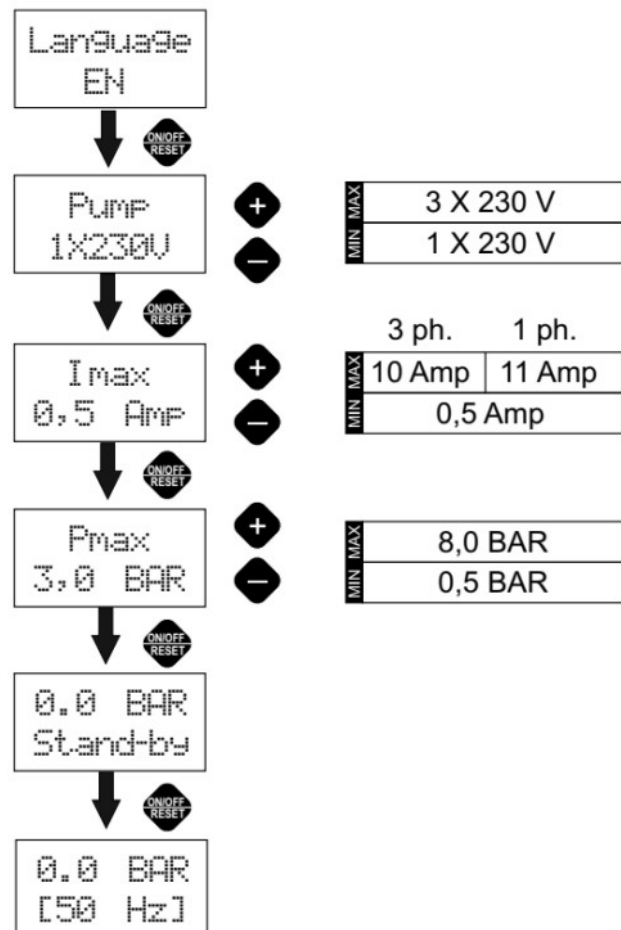 Language
EN
ON/OFF
RESET
Pump
1X230V
+
−
MAX 3 X 230 V
MIN 1 X 230 V
ON/OFF
RESET
3 ph. 1 ph.
Imax
0,5 Amp
+
−
MAX 10 Amp 11 Amp
MIN 0,5 Amp
ON/OFF
RESET
Pmax
3,0 BAR
+
−
MAX 8,0 BAR
MIN 0,5 BAR
ON/OFF
RESET
0.0 BAR
Stand-by
ON/OFF
RESET
0.0 BAR
[50 Hz]